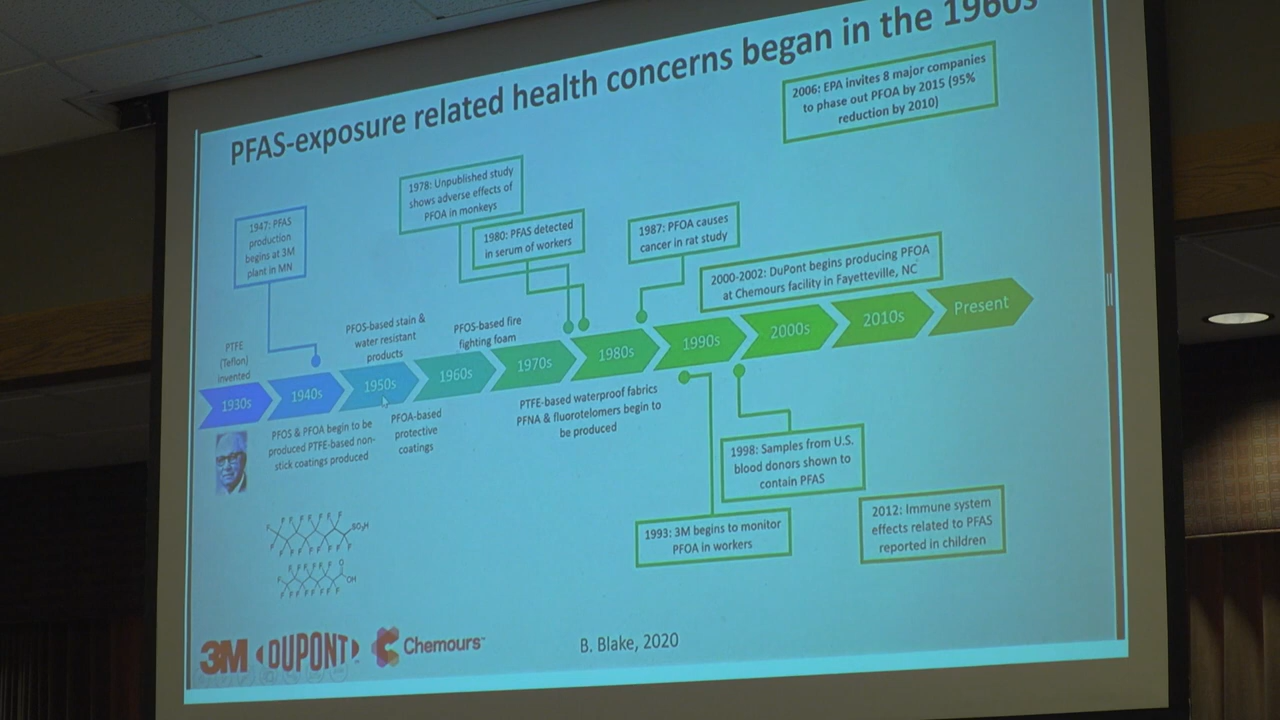 PFAS-exposure related health concerns began in the 1960s
2006: EPA invites 8 major companies
to phase out PFOA by 2015 (95%
reduction by 2010)
1978: Unpublished study
shows adverse effects of
PFOA in monkeys
1947: PFAS
production
begins at 3M
plant in MN
1980: PFAS detected
in serum of workers
1987: PFOA causes
cancer in rat study
2000-2002: DuPont begins producing PFOA
at Chemours facility in Fayetteville, NC
PTFE
(Teflon)
invented
PFOS-based stain &
water resistant
products
PFOS-based fire
fighting foam
1930s
1940s
1950s
1960s
1970s
1980s
1990s
2000s
2010s
Present
PFOS & PFOA begin to be
produced PTFE-based non-
stick coatings produced
PFOA-based
protective
coatings
PTFE-based waterproof fabrics
PFNA & fluorotelomers begin to
be produced
1998: Samples from U.S.
blood donors shown to
contain PFAS
1993: 3M begins to monitor
PFOA in workers
2012: Immune system
effects related to PFAS
reported in children
SO₃H
OH
3M
DUPONT
Chemours™
B. Blake, 2020